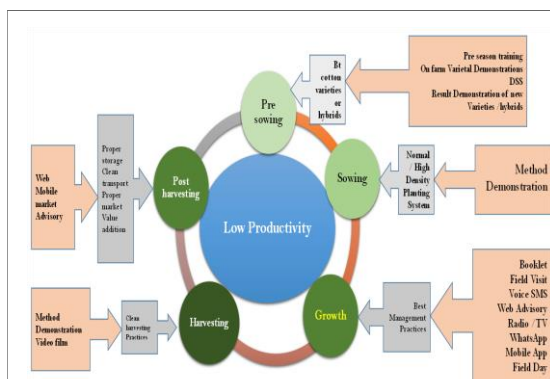 Pre season training
On farm Varietal Demonstrations
DSS
Result Demonstration of new
Varieties / hybrids
Bt
cotton
varieties
or
hybrids
Pre
sowing
Sowing
Normal
/ High
Density
Planting
System
Method
Demonstration
Low Productivity
Post
harvesting
Proper
storage
Clean
transport
Proper
market
Value
addition
Web
Mobile
market
Advisory
Growth
Best
Management
Practices
Booklet
Field Visit
Voice SMS
Web Advisory
Radio / TV
WhatsApp
Mobile App
Field Day
Harvesting
Clean
harvesting
Practices
Method
Demonstration
Video film